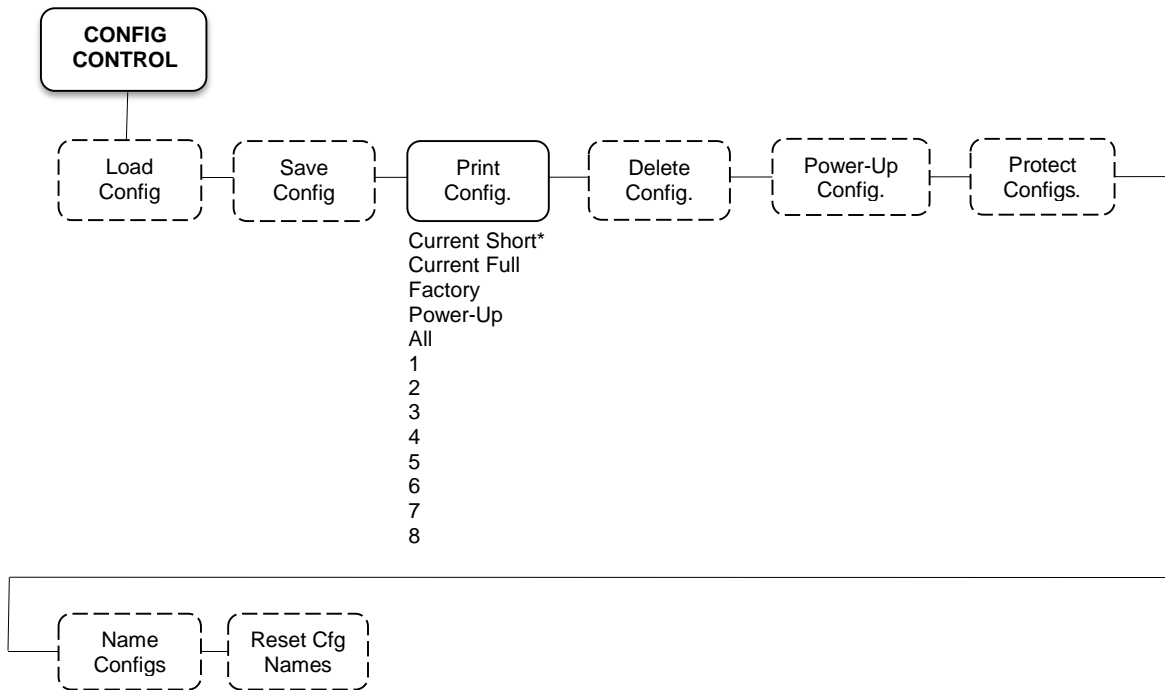 CONFIG
CONTROL
Load
Config
Save
Config
Print
Config.
Delete
Config.
Power-Up
Config.
Protect
Configs.
Current Short*
Current Full
Factory
Power-Up
All
1
2
3
4
5
6
7
8
Name
Configs
Reset Cfg
Names